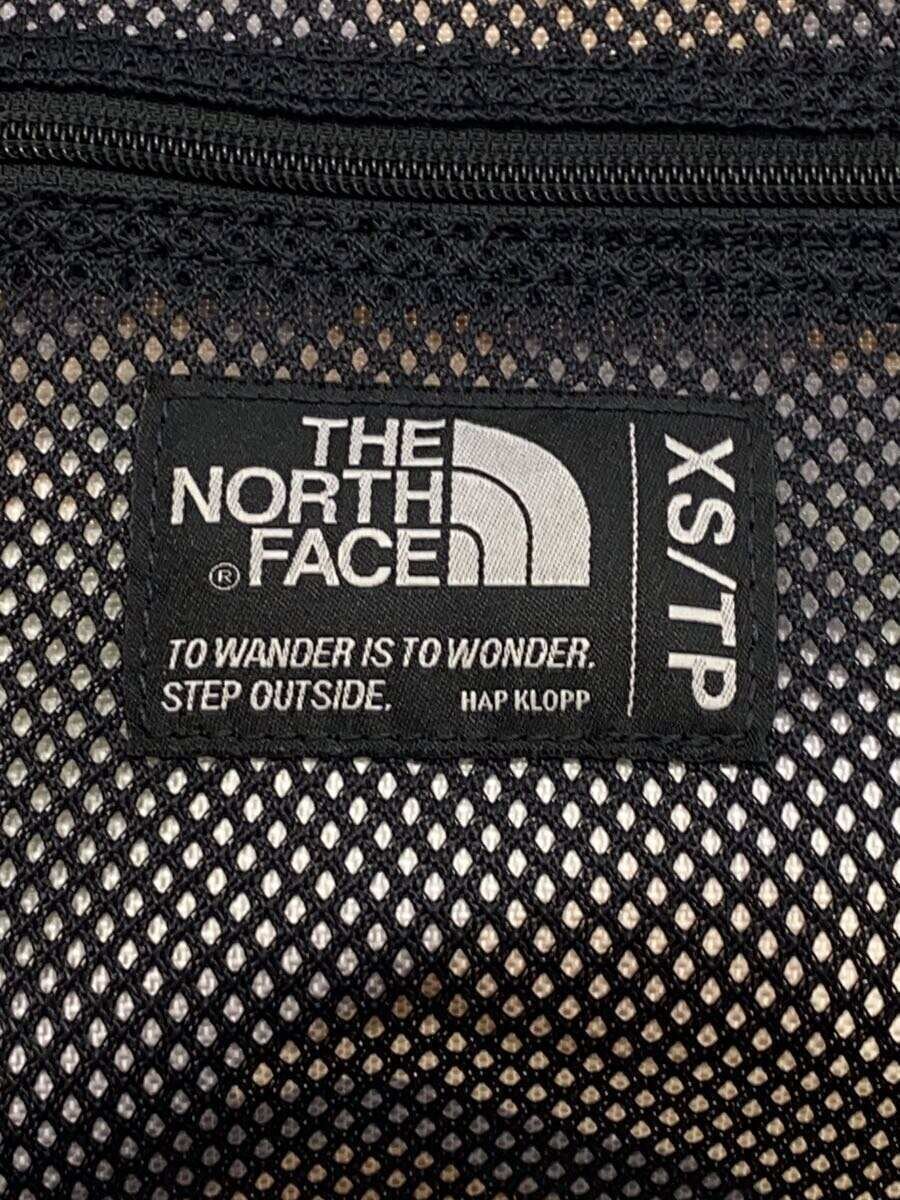 THE
NORTH
® FACE
TO WANDER IS TO WONDER.
STEP OUTSIDE. HAP KLOPP
XS/TP